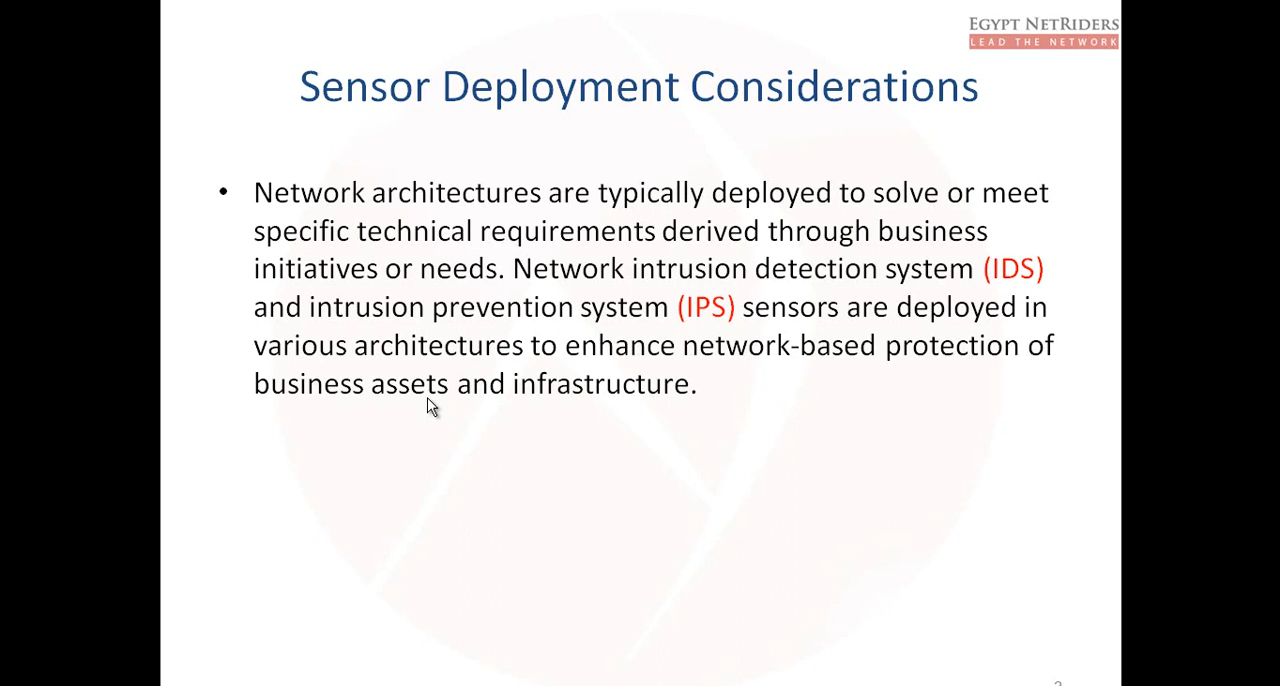 EGYPT NETRIDERS
LEAD THE NETWORK
Sensor Deployment Considerations
• Network architectures are typically deployed to solve or meet
specific technical requirements derived through business
initiatives or needs. Network intrusion detection system (IDS)
and intrusion prevention system (IPS) sensors are deployed in
various architectures to enhance network-based protection of
business assets and infrastructure.